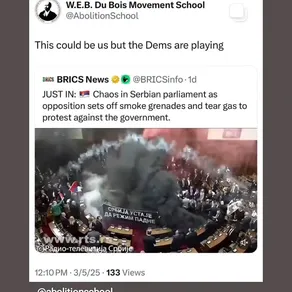 W.E.B. Du Bois Movement School
@AbolitionSchool
This could be us but the Dems are playing
BRICS News @BRICSinfo · 1d
JUST IN: 🇷🇸 Chaos in Serbian parliament as
opposition sets off smoke grenades and tear gas to
protest against the government.
СРБИЈА УСТАЈЕ
ДА РЕЖИМ ПАДНЕ
www.rts.rs
Радио-телевизија Србије
12:10 PM · 3/5/25 · 133 Views
@abolitionschool